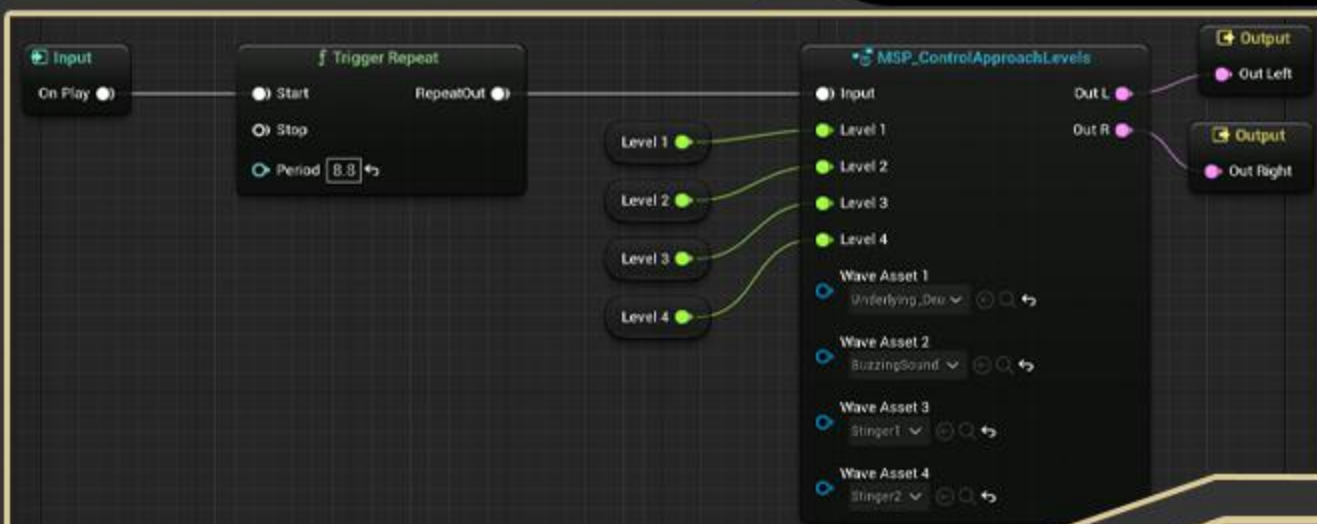 Input
On Play
Trigger Repeat
Start
RepeatOut
Stop
Period 8.8
Level 1
Level 2
Level 3
Level 4
MSP_ControlApproachLevels
Input
Out L
Level 1
Out R
Level 2
Level 3
Level 4
Wave Asset 1
Underlying_Dru
Wave Asset 2
BuzzingSound
Wave Asset 3
Stinger1
Wave Asset 4
Stinger2
Output
Out Left
Output
Out Right